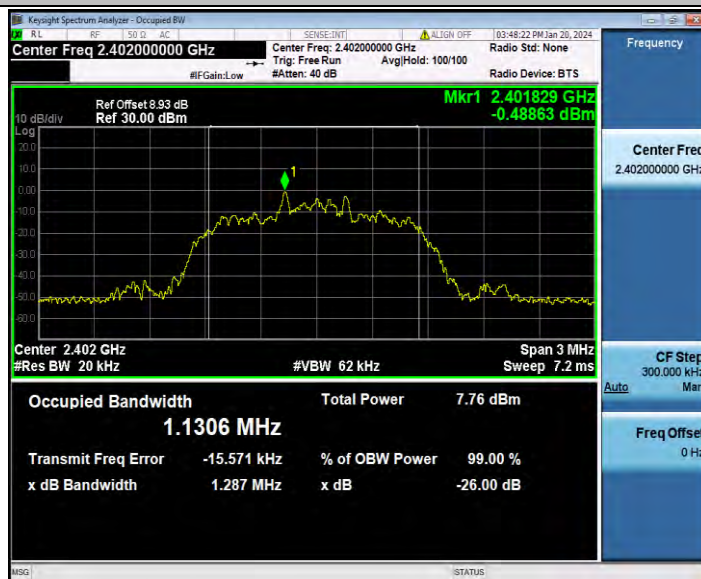 Keysight Spectrum Analyzer - Occupied BW
RL RF 50 Ω AC SENSE:INT ALIGN OFF 03:48:22 PM Jan 20, 2024
Center Freq 2.402000000 GHz
Center Freq: 2.402000000 GHz
Radio Std: None
Trig: Free Run Avg|Hold: 100/100
#IFGain:Low #Atten: 40 dB Radio Device: BTS
Frequency
Mkr1 2.401829 GHz
-0.48863 dBm
Ref Offset 8.93 dB
10 dB/div Ref 30.00 dBm
Log
20.0
10.0
0.00
-10.0
-20.0
-30.0
-40.0
-50.0
-60.0
1
Center 2.402 GHz Span 3 MHz
#Res BW 20 kHz #VBW 62 kHz Sweep 7.2 ms
Occupied Bandwidth Total Power 7.76 dBm
1.1306 MHz
Transmit Freq Error -15.571 kHz % of OBW Power 99.00 %
x dB Bandwidth 1.287 MHz x dB -26.00 dB
Center Freq
2.402000000 GHz
CF Step
300.000 kHz
Auto Man
Freq Offset
0 Hz
MSG STATUS